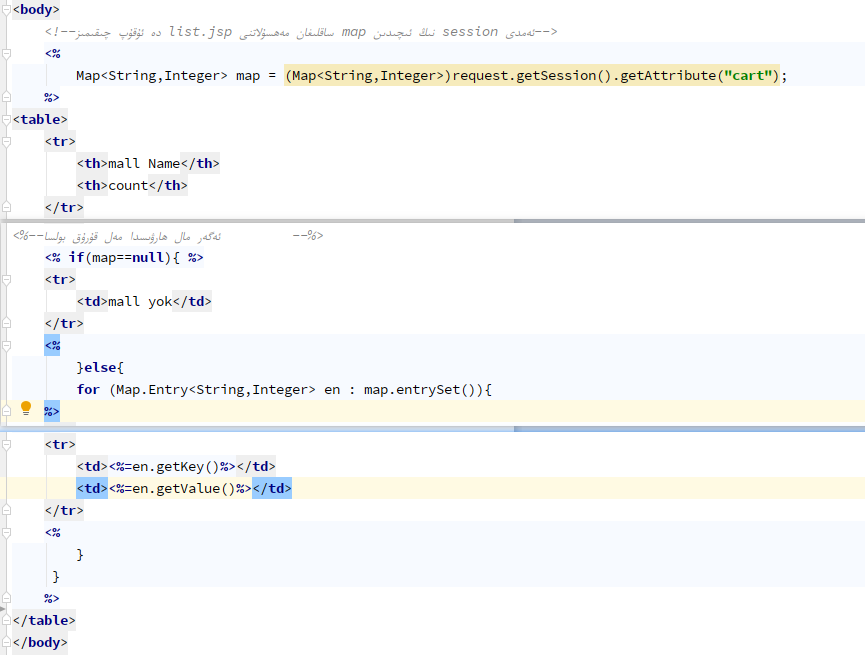 <body>
<!--ئەمدى session نىڭ ئىچىدىن map ساقلىغان مەھسۇلاتنى list.jsp دە ئوقۇپ چىقىمىز-->
<%
Map<String,Integer> map = (Map<String,Integer>)request.getSession().getAttribute("cart");
%>
<table>
<tr>
<th>mall Name</th>
<th>count</th>
</tr>
<%--ئەگەر مال ھارۋىسىدا مەل قۇرۇق بولسا --%>
<% if(map==null){ %>
<tr>
<td>mall yok</td>
</tr>
<%
}else{
for (Map.Entry<String,Integer> en : map.entrySet()){
%>
<tr>
<td><%=en.getKey()%></td>
<td><%=en.getValue()%></td>
</tr>
<%
}
}
%>
</table>
</body>